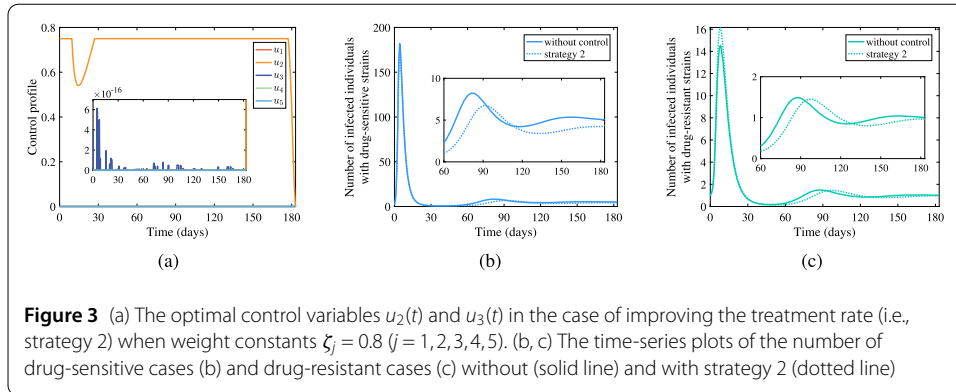 0.8
0.6
0.4
0.2
0
Control profile
u₁
u₂
u₃
u₄
u₅
×10⁻¹⁶
6
4
2
0
0 30 60 90 120 150 180
0 30 60 90 120 150 180
Time (days)
(a)
Number of infected individuals
with drug-sensitive strains
200
150
100
50
0
without control
strategy 2
10
5
0
60 90 120 150 180
0 30 60 90 120 150 180
Time (days)
(b)
Number of infected individuals
with drug-resistant strains
16
14
12
10
8
6
4
2
0
without control
strategy 2
2
1
0
60 90 120 150 180
0 30 60 90 120 150 180
Time (days)
(c)
Figure 3 (a) The optimal control variables u₂(t) and u₃(t) in the case of improving the treatment rate (i.e.,
strategy 2) when weight constants ζⱼ = 0.8 (j = 1, 2, 3, 4, 5). (b, c) The time-series plots of the number of
drug-sensitive cases (b) and drug-resistant cases (c) without (solid line) and with strategy 2 (dotted line)